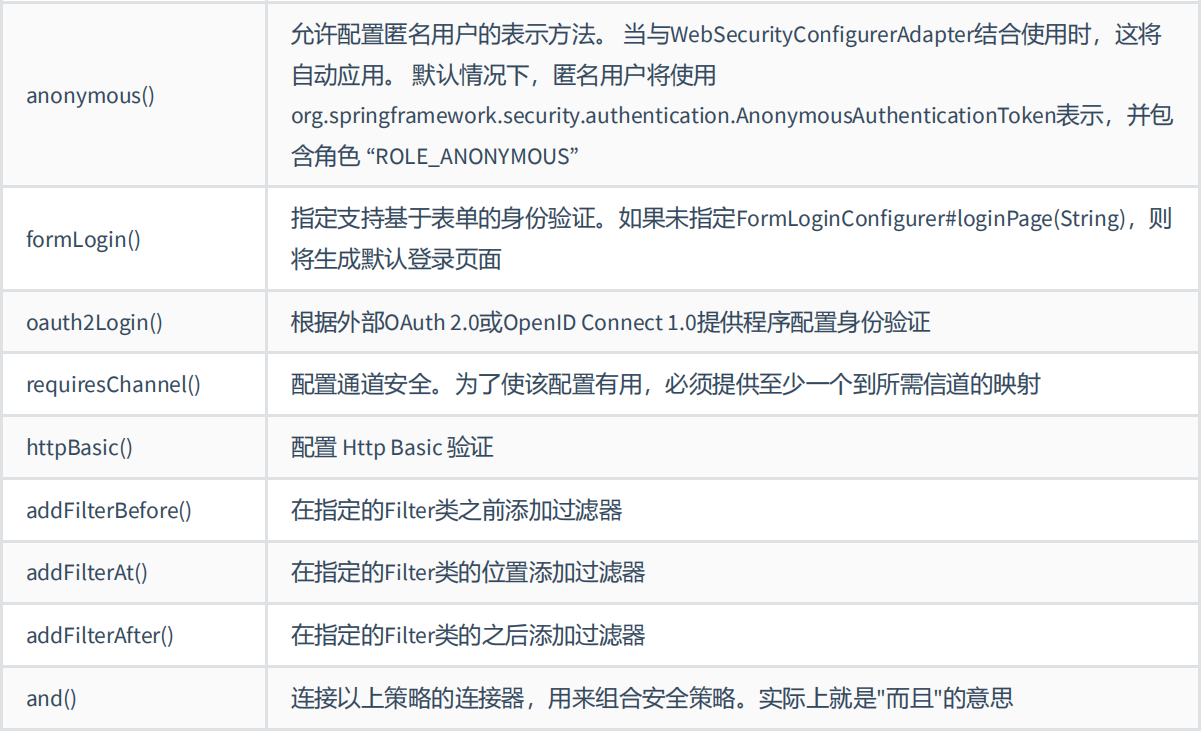 anonymous()
允许配置匿名用户的表示方法。 当与WebSecurityConfigurerAdapter结合使用时，这将
自动应用。 默认情况下，匿名用户将使用
org.springframework.security.authentication.AnonymousAuthenticationToken表示，并包
含角色 “ROLE_ANONYMOUS”
formLogin()
指定支持基于表单的身份验证。如果未指定FormLoginConfigurer#loginPage(String)，则
将生成默认登录页面
oauth2Login()
根据外部OAuth 2.0或OpenID Connect 1.0提供程序配置身份验证
requiresChannel()
配置通道安全。为了使该配置有用，必须提供至少一个到所需信道的映射
httpBasic()
配置 Http Basic 验证
addFilterBefore()
在指定的Filter类之前添加过滤器
addFilterAt()
在指定的Filter类的位置添加过滤器
addFilterAfter()
在指定的Filter类的之后添加过滤器
and()
连接以上策略的连接器，用来组合安全策略。实际上就是"而且"的意思